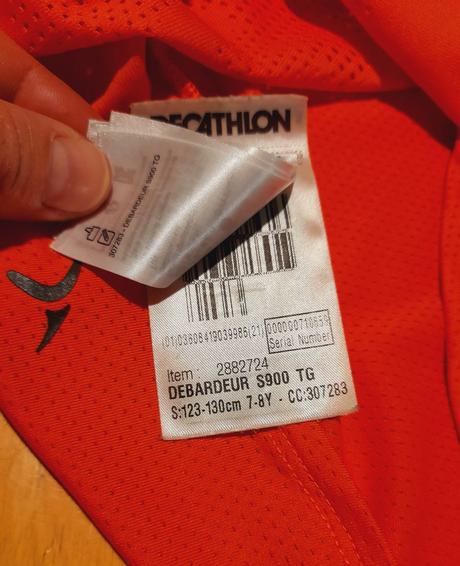 DECATHLON
307283 - DEBARDEUR S900 TG
(01)03608419039986(21)
000000710659
Serial Number
Item : 2882724
DEBARDEUR S900 TG
S:123-130cm 7-8Y - CC:307283